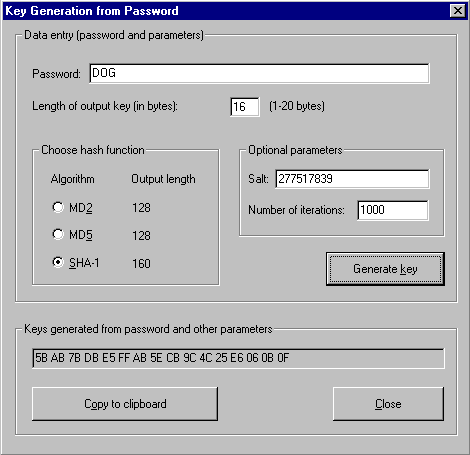 Key Generation from Password
Data entry (password and parameters)
Password: DOG
Length of output key (in bytes): 16 (1-20 bytes)
Choose hash function
Algorithm Output length
MD2 128
MD5 128
SHA-1 160
Optional parameters
Salt: 277517839
Number of iterations: 1000
Generate key
Keys generated from password and other parameters
5B AB 7B DB E5 FF AB 5E CB 9C 4C 25 E6 06 0B 0F
Copy to clipboard
Close